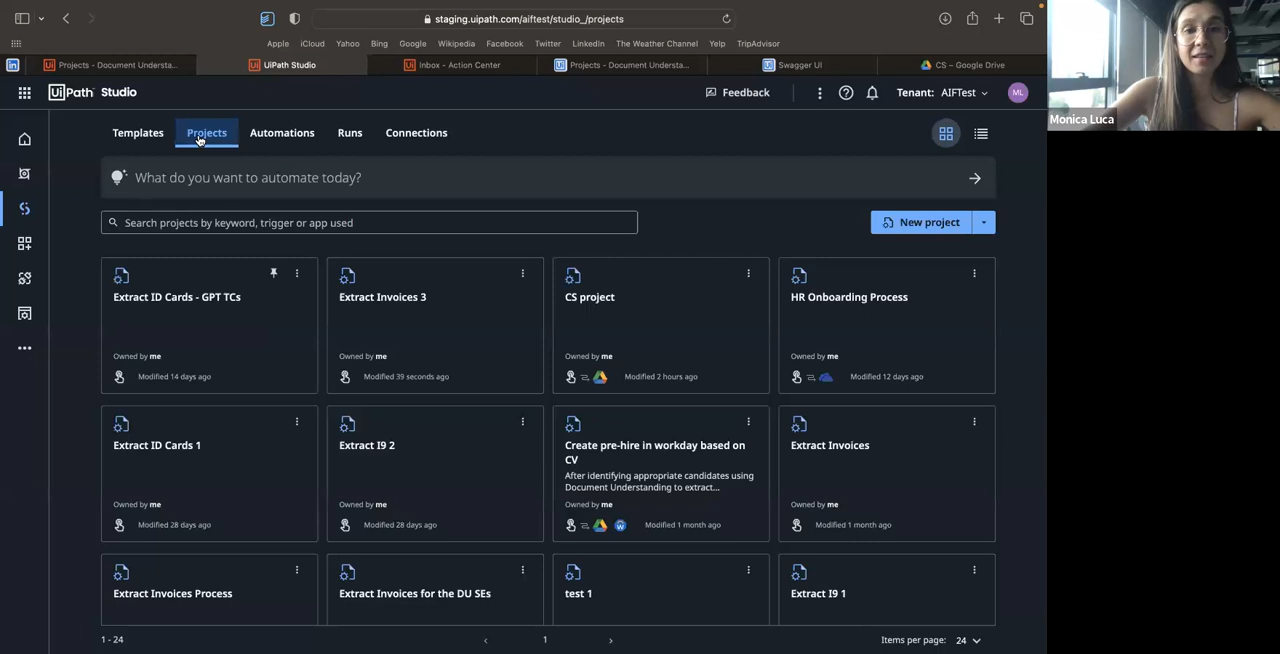 staging.uipath.com/aiftest/studio_/projects
Apple iCloud Yahoo Bing Google Wikipedia Facebook Twitter LinkedIn The Weather Channel Yelp TripAdvisor
Projects - Document Understa... UiPath Studio Inbox - Action Center Projects - Document Understa... Swagger UI CS – Google Drive
UiPath Studio Feedback Tenant: AIFTest ML
Monica Luca
Templates Projects Automations Runs Connections
What do you want to automate today?
Search projects by keyword, trigger or app used New project
Extract ID Cards - GPT TCs
Owned by me
Modified 14 days ago
Extract Invoices 3
Owned by me
Modified 39 seconds ago
CS project
Owned by me
Modified 2 hours ago
HR Onboarding Process
Owned by me
Modified 12 days ago
Extract ID Cards 1
Owned by me
Modified 28 days ago
Extract I9 2
Owned by me
Modified 28 days ago
Create pre-hire in workday based on
CV
After identifying appropriate candidates using
Document Understanding to extract...
Owned by me
Modified 1 month ago
Extract Invoices
Owned by me
Modified 1 month ago
Extract Invoices Process
Extract Invoices for the DU SEs
test 1
Extract I9 1
1 - 24 1 Items per page: 24